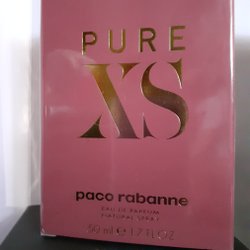 PURE
XS
paco rabanne
EAU DE PARFUM
NATURAL SPRAY
50 ml ℮ 1.7 FL.OZ